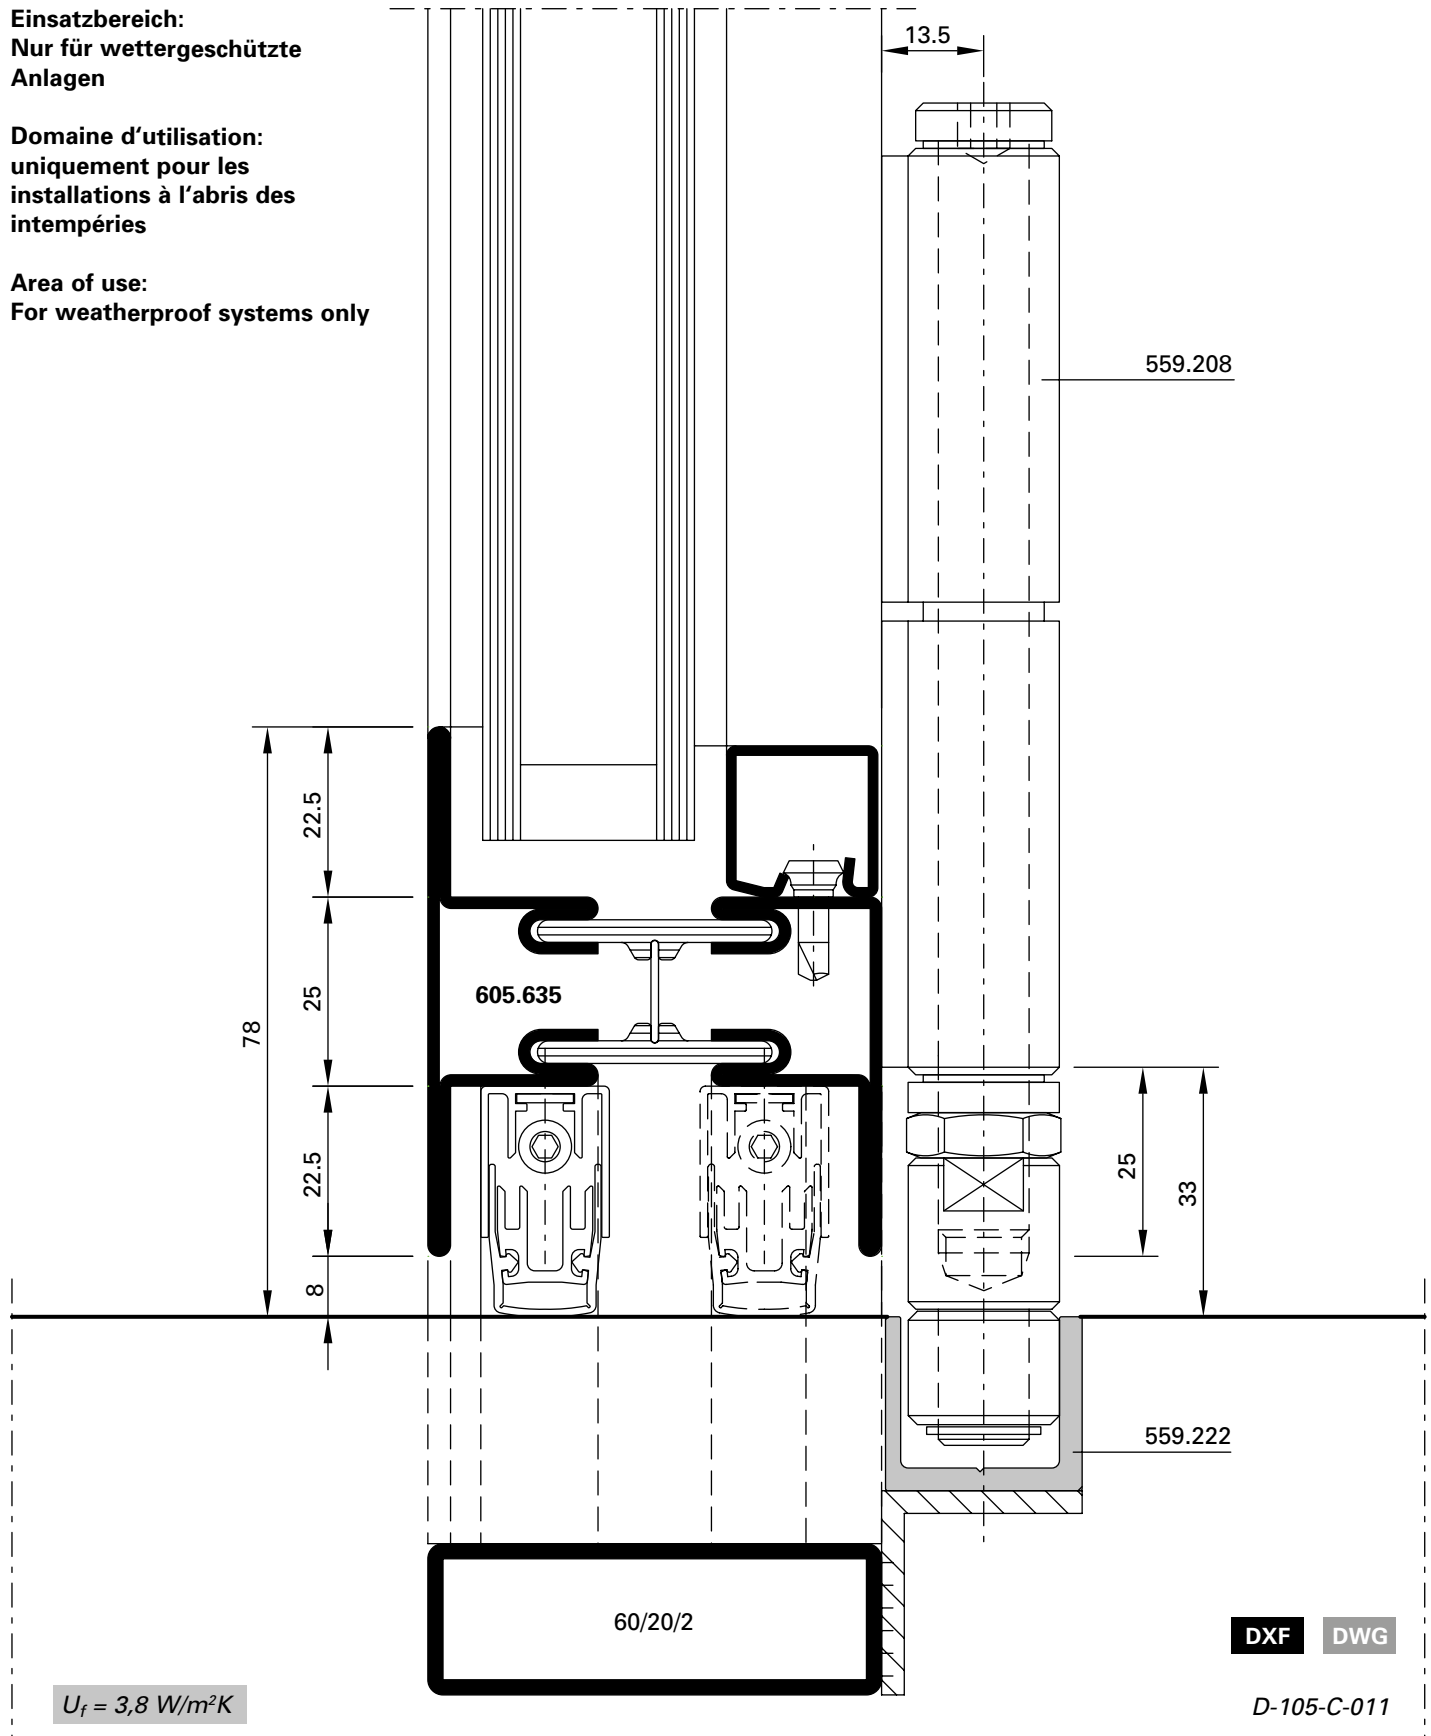 Einsatzbereich:
Nur für wettergeschützte
Anlagen
Domaine d‘utilisation:
uniquement pour les
installations à l‘abris des
intempéries
Area of use:
For weatherproof systems only
13.5
559.208
22.5
25
605.635
78
22.5
8
25
33
559.222
60/20/2
DXF DWG
U_f = 3,8 W/m²K
D-105-C-011